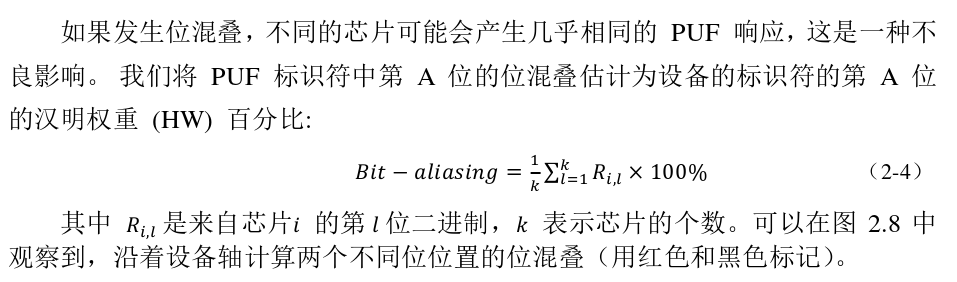 如果发生位混叠，不同的芯片可能会产生几乎相同的 PUF 响应，这是一种不
良影响。 我们将 PUF 标识符中第 A 位的位混叠估计为设备的标识符的第 A 位
的汉明权重 (HW) 百分比:
Bit − aliasing = \frac{1}{k} \sum_{l=1}^{k} R_{i,l} × 100% （2-4）
其中 R_{i,l} 是来自芯片i 的第 l 位二进制，k 表示芯片的个数。可以在图 2.8 中
观察到，沿着设备轴计算两个不同位位置的位混叠（用红色和黑色标记）。